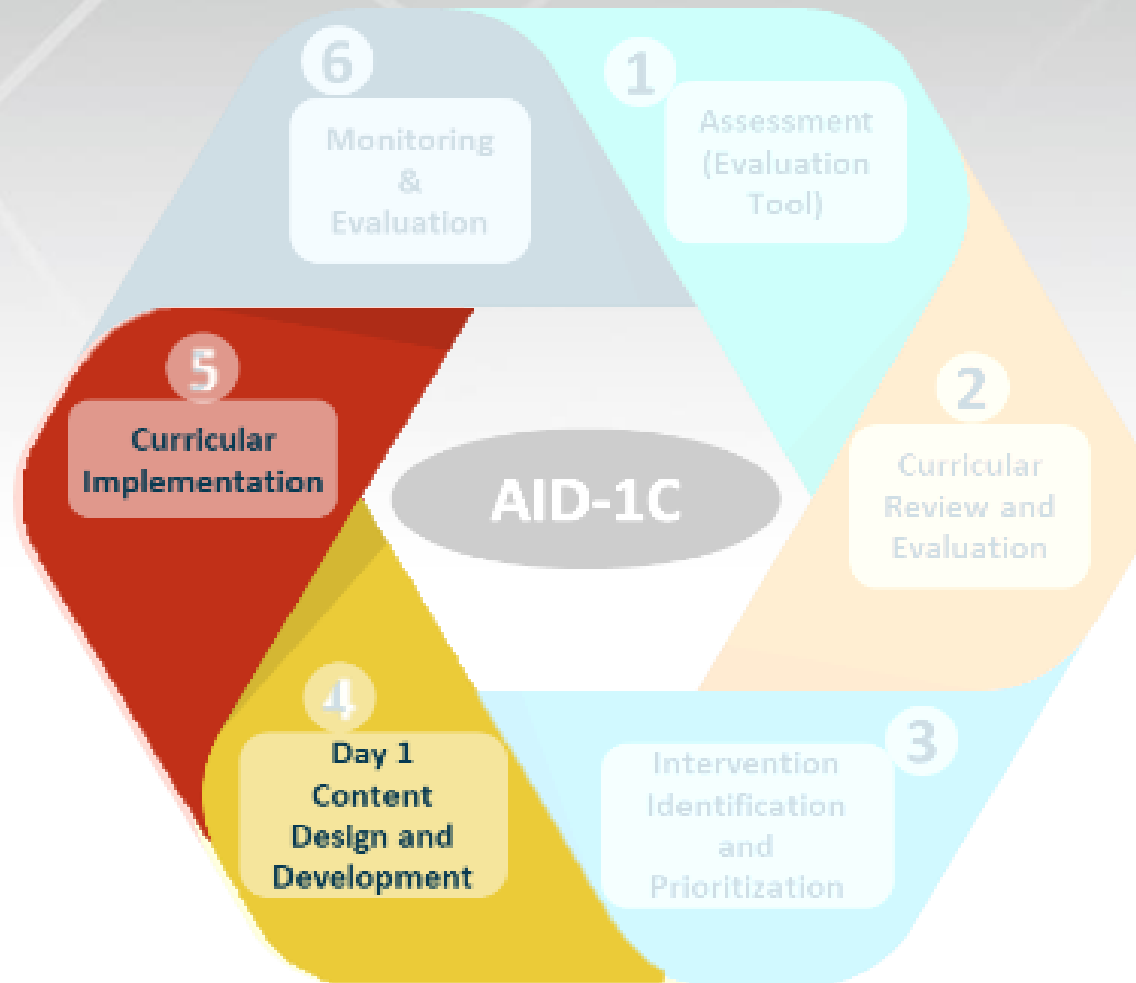 1
Assessment
(Evaluation
Tool)
2
Curricular
Review and
Evaluation
3
Intervention
Identification
and
Prioritization
4
Day 1
Content
Design and
Development
5
Curricular
Implementation
6
Monitoring
&
Evaluation
AID-1C